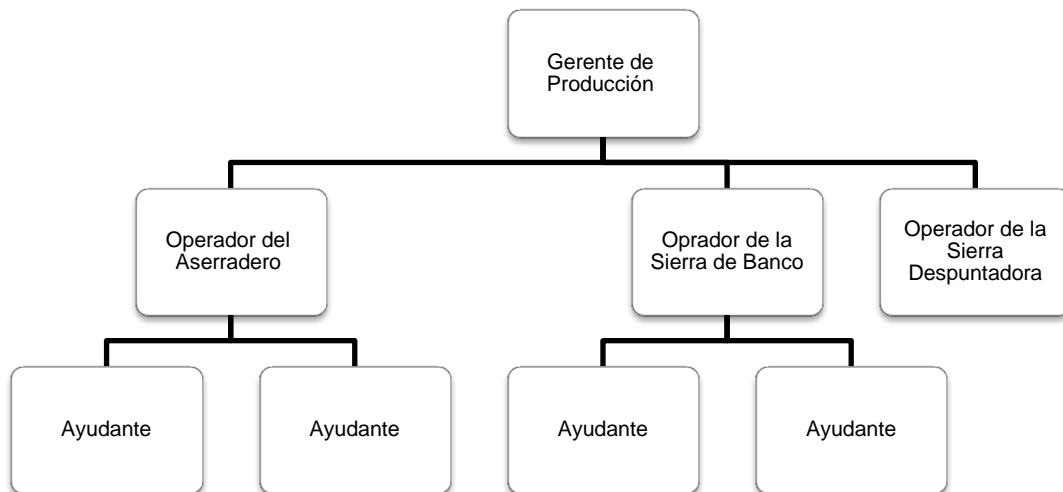 Gerente de
Producción
Operador del
Aserradero
Oprador de la
Sierra de Banco
Operador de la
Sierra
Despuntadora
Ayudante
Ayudante
Ayudante
Ayudante